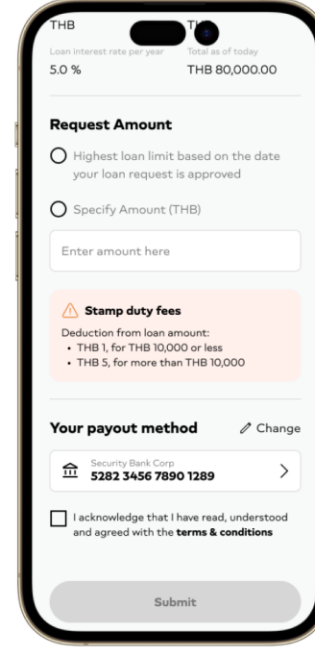 THB
Loan interest rate per year
Total as of today
5.0 %
THB 80,000.00
Request Amount
Highest loan limit based on the date
your loan request is approved
Specify Amount (THB)
Enter amount here
Stamp duty fees
Deduction from loan amount:
• THB 1, for THB 10,000 or less
• THB 5, for more than THB 10,000
Your payout method
Change
Security Bank Corp
5282 3456 7890 1289
I acknowledge that I have read, understood
and agreed with the terms & conditions
Submit